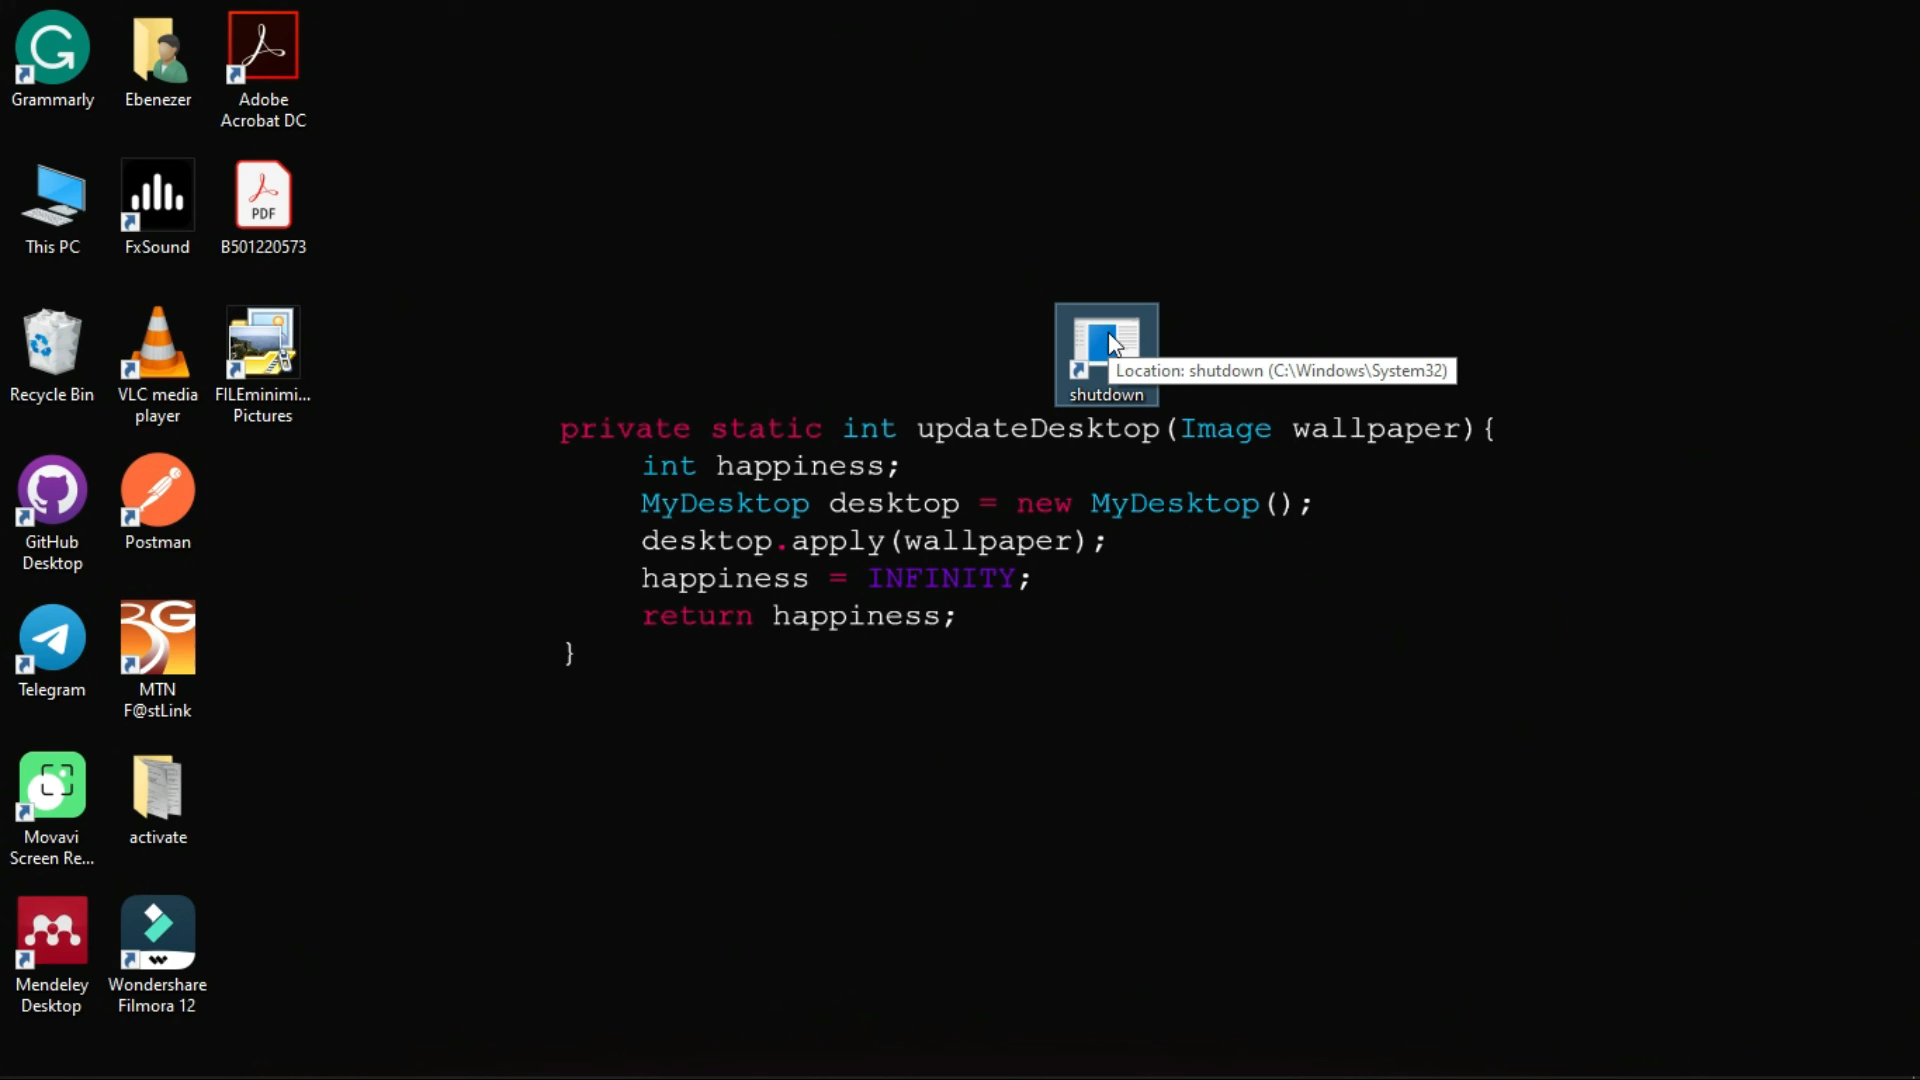 Grammarly
Ebenezer
Adobe
Acrobat DC
This PC
FxSound
PDF
B501220573
Recycle Bin
VLC media
player
FILEminimi...
Pictures
GitHub
Desktop
Postman
Telegram
3G
MTN
F@stLink
Movavi
Screen Re...
activate
Mendeley
Desktop
Wondershare
Filmora 12
shutdown
Location: shutdown (C:\Windows\System32)
private static int updateDesktop(Image wallpaper){
int happiness;
MyDesktop desktop = new MyDesktop();
desktop.apply(wallpaper);
happiness = INFINITY;
return happiness;
}